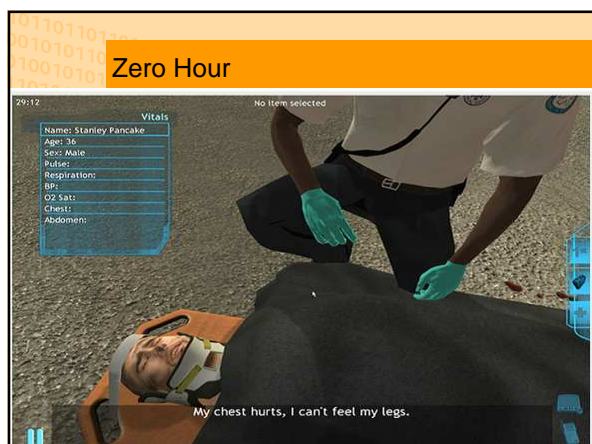 Zero Hour
29:12
No item selected
Vitals
Name: Stanley Pancake
Age: 36
Sex: Male
Pulse:
Respiration:
BP:
O2 Sat:
Chest:
Abdomen:
My chest hurts, I can't feel my legs.